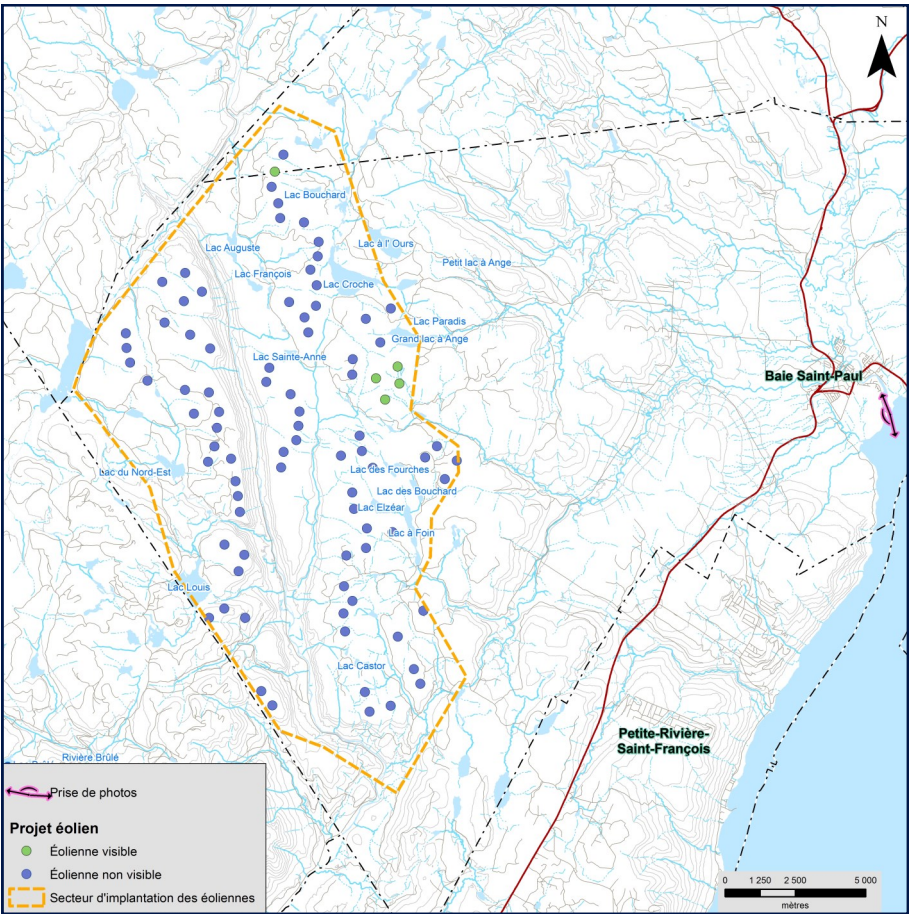 N
Lac Bouchard
Lac Auguste
Lac à l' Ours
Petit lac à Ange
Lac François
Lac Croche
Lac Paradis
Grand lac à Ange
Lac Sainte-Anne
Baie Saint-Paul
Lac des Fourches
Lac du Nord-Est
Lac des Bouchard
Lac Elzéar
Lac à Foin
Lac Louis
Lac Castor
Petite-Rivière-
Saint-François
Rivière Brûlé
Prise de photos
Projet éolien
Éolienne visible
Éolienne non visible
Secteur d'implantation des éoliennes
0 1 250 2 500 5 000
mètres